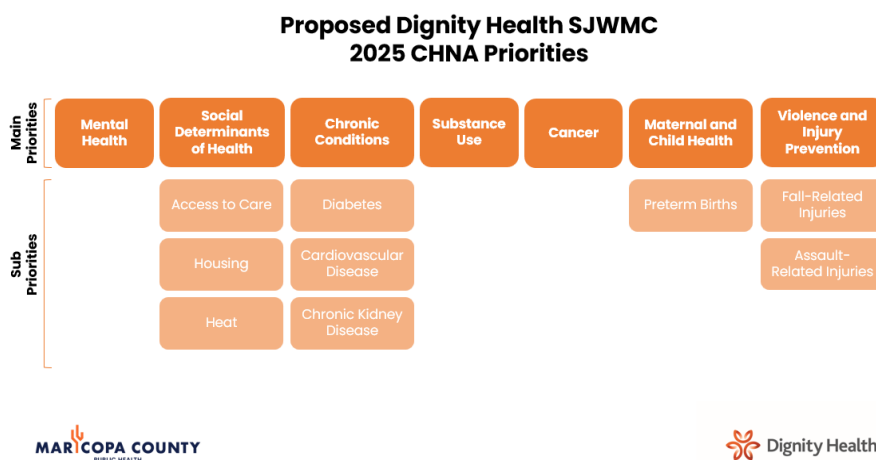 Proposed Dignity Health SJWMC
2025 CHNA Priorities
Main
Priorities
Mental
Health
Social
Determinants
of Health
Chronic
Conditions
Substance
Use
Cancer
Maternal and
Child Health
Violence and
Injury
Prevention
Sub
Priorities
Access to Care
Diabetes
Preterm Births
Fall-Related
Injuries
Housing
Cardiovascular
Disease
Assault-
Related Injuries
Heat
Chronic Kidney
Disease
MARICOPA COUNTY
PUBLIC HEALTH
Dignity Health